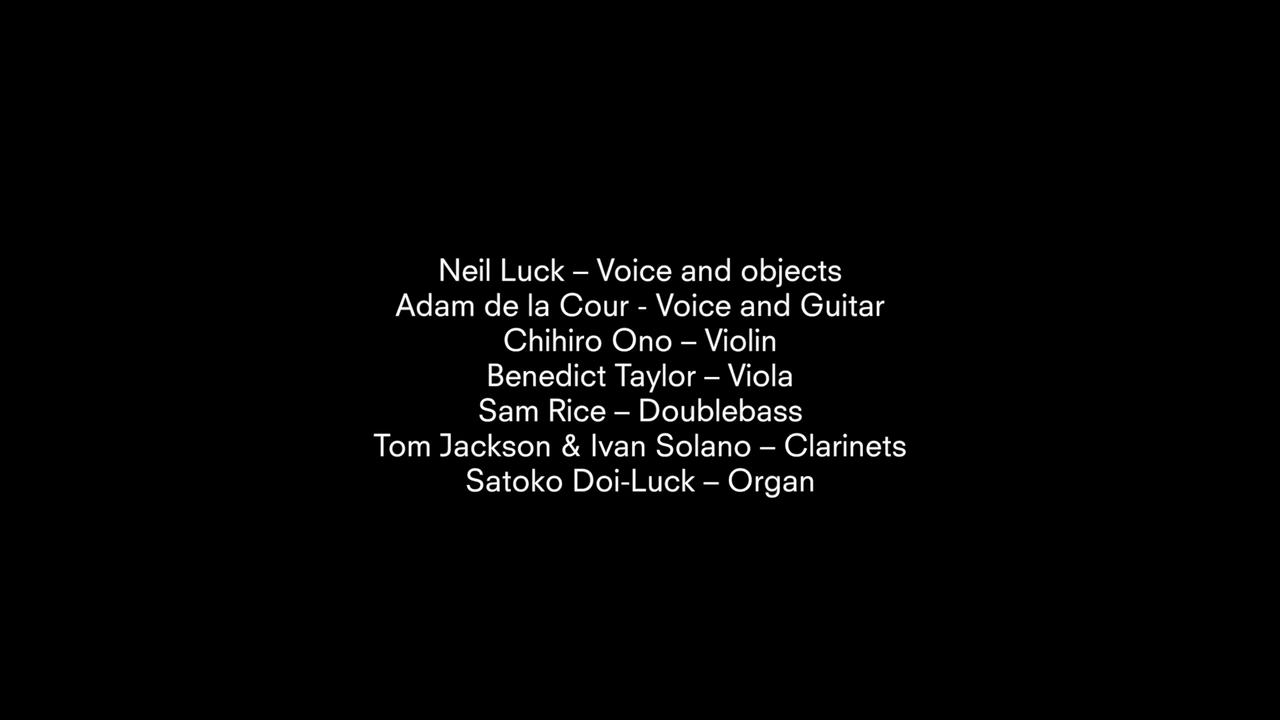 Neil Luck – Voice and objects
Adam de la Cour - Voice and Guitar
Chihiro Ono – Violin
Benedict Taylor – Viola
Sam Rice – Doublebass
Tom Jackson & Ivan Solano – Clarinets
Satoko Doi-Luck – Organ